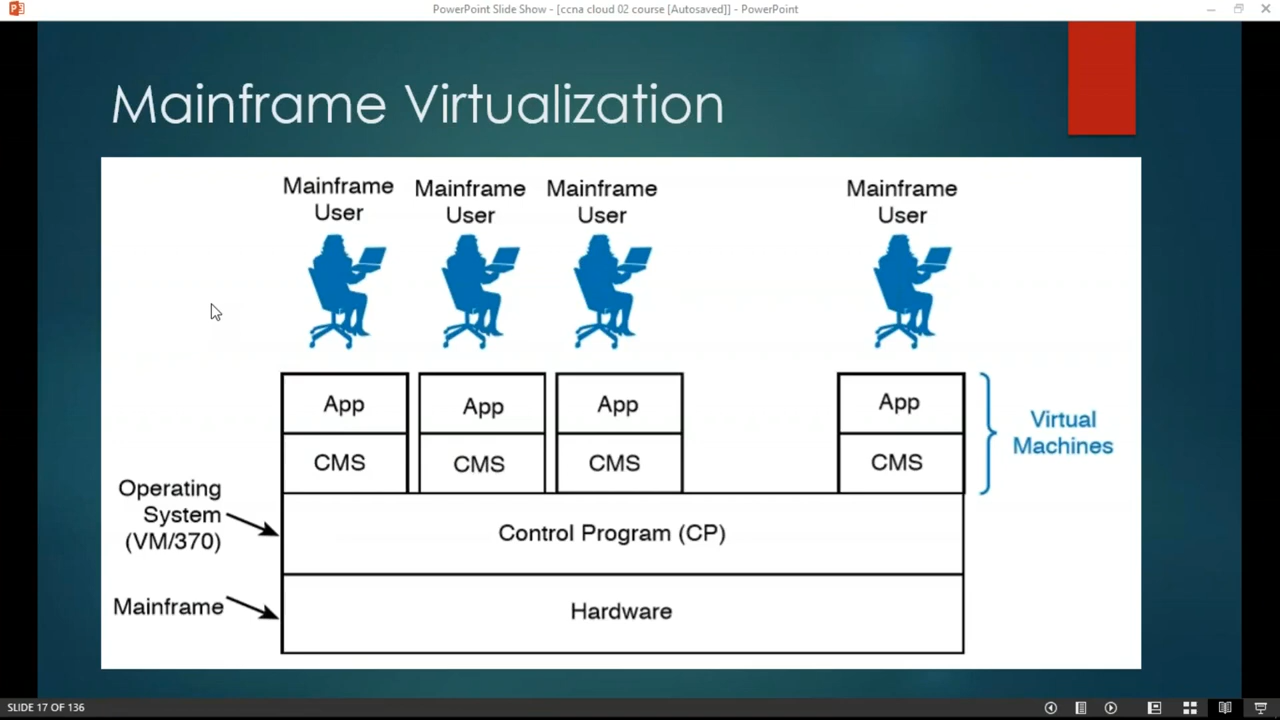 PowerPoint Slide Show - [ccna cloud 02 course [Autosaved]] - PowerPoint
Mainframe Virtualization
Mainframe
User
Mainframe
User
Mainframe
User
Mainframe
User
App
App
App
App
CMS
CMS
CMS
CMS
Virtual
Machines
Operating
System
(VM/370)
Control Program (CP)
Mainframe
Hardware
SLIDE 17 OF 136